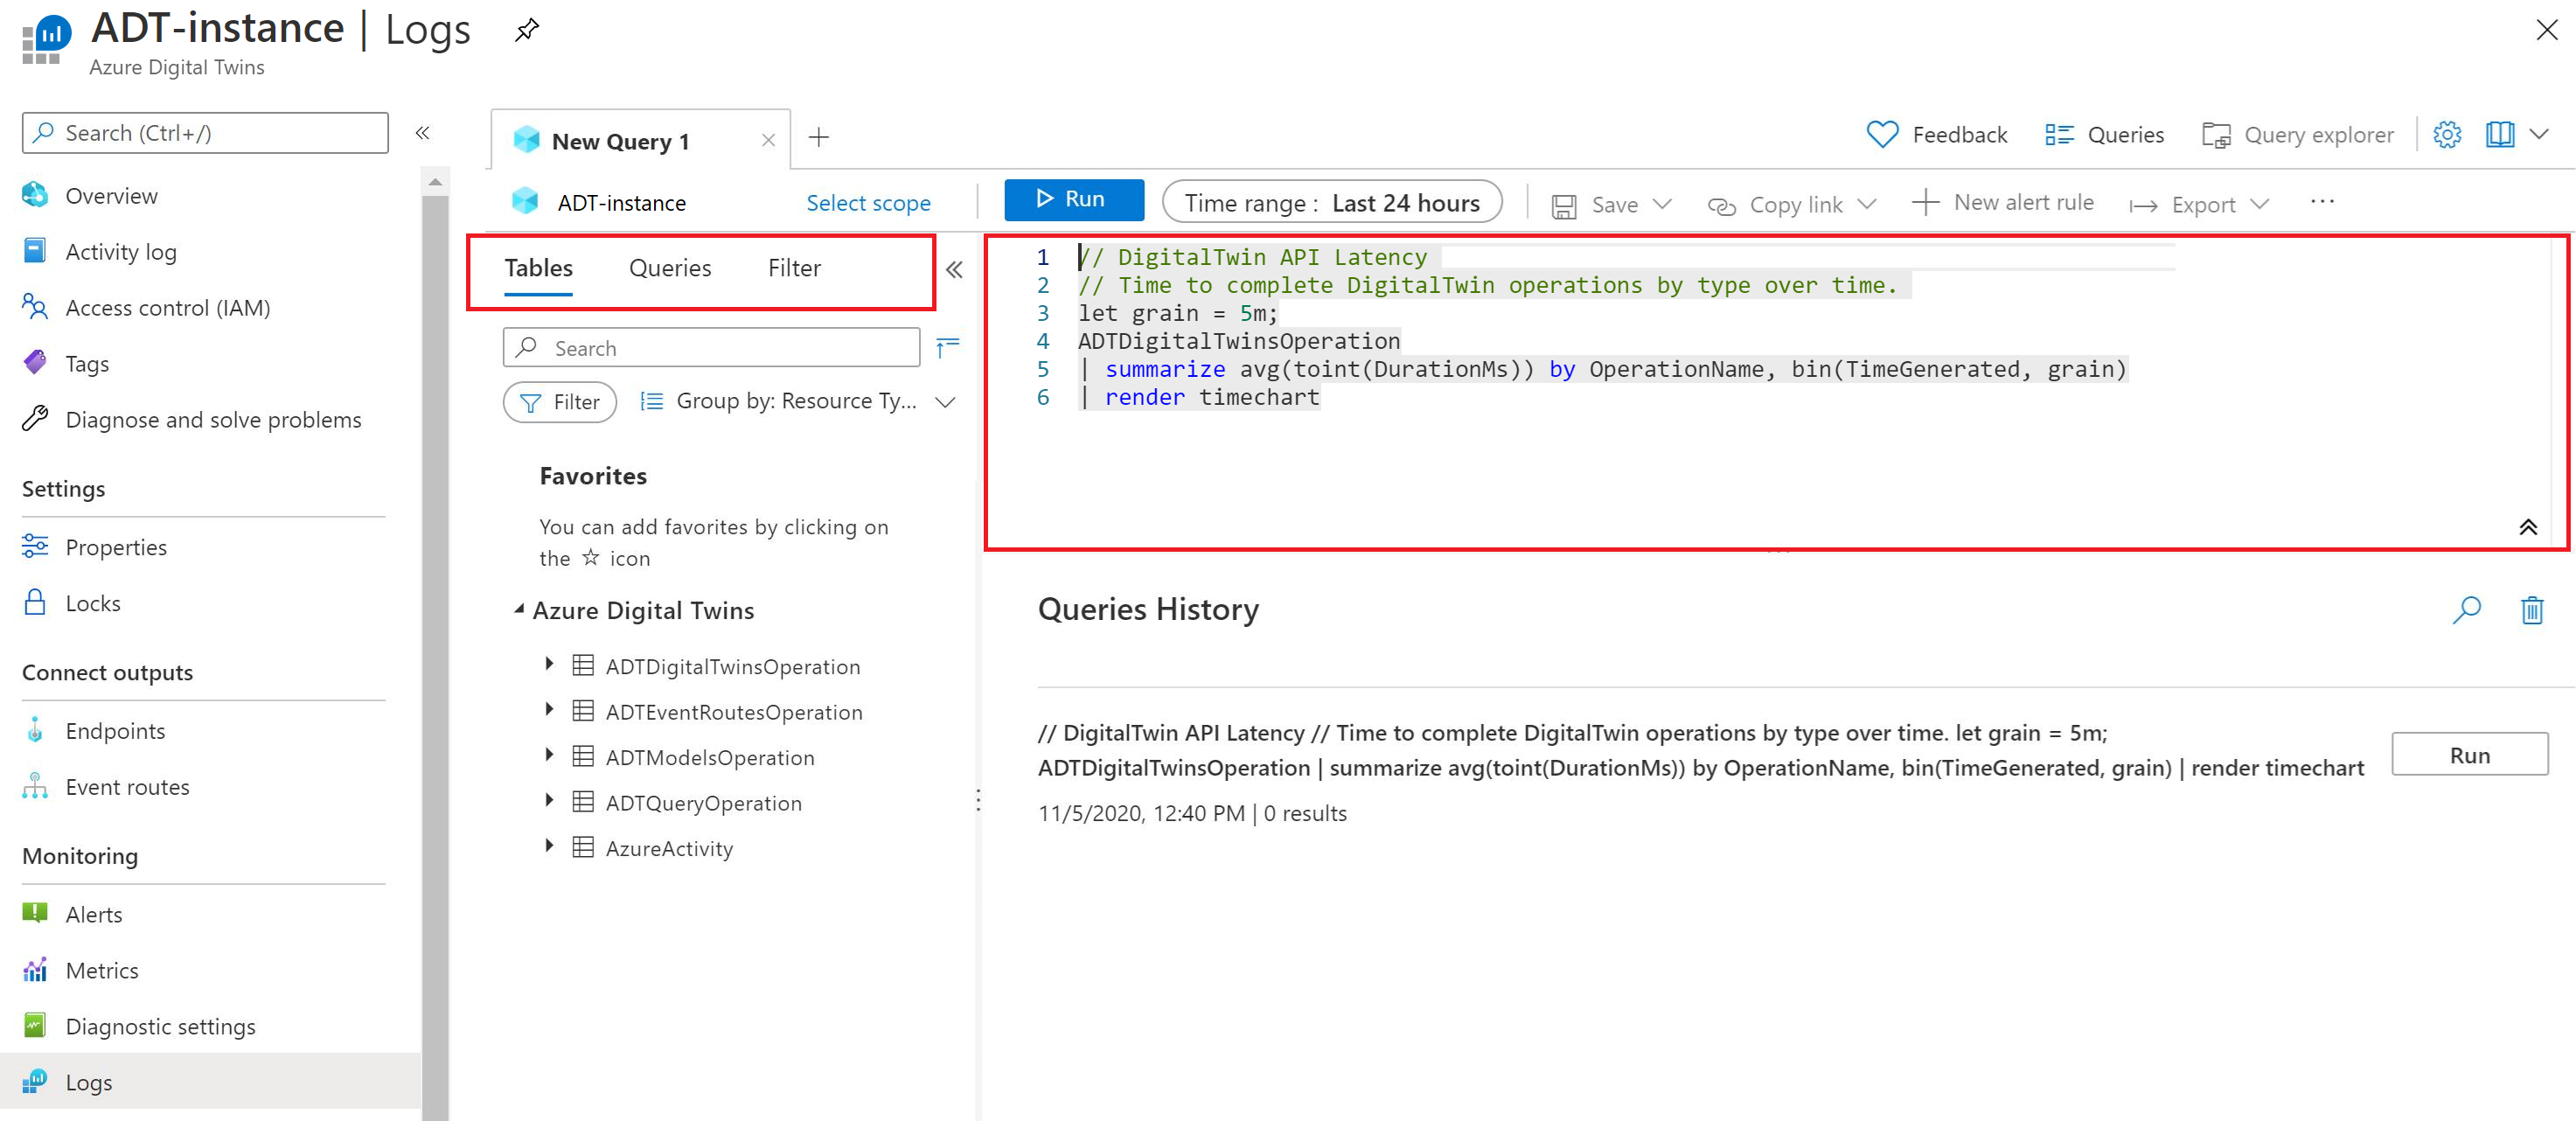 ADT-instance | Logs
Azure Digital Twins
Search (Ctrl+/)
Overview
Activity log
Access control (IAM)
Tags
Diagnose and solve problems
Settings
Properties
Locks
Connect outputs
Endpoints
Event routes
Monitoring
Alerts
Metrics
Diagnostic settings
Logs
New Query 1
Feedback
Queries
Query explorer
ADT-instance
Select scope
Run
Time range : Last 24 hours
Save
Copy link
New alert rule
Export
Tables
Queries
Filter
Search
Filter
Group by: Resource Ty...
Favorites
You can add favorites by clicking on
the ☆ icon
Azure Digital Twins
ADTDigitalTwinsOperation
ADTEventRoutesOperation
ADTModelsOperation
ADTQueryOperation
AzureActivity
1 // DigitalTwin API Latency
2 // Time to complete DigitalTwin operations by type over time.
3 let grain = 5m;
4 ADTDigitalTwinsOperation
5 | summarize avg(toint(DurationMs)) by OperationName, bin(TimeGenerated, grain)
6 | render timechart
Queries History
// DigitalTwin API Latency // Time to complete DigitalTwin operations by type over time. let grain = 5m;
ADTDigitalTwinsOperation | summarize avg(toint(DurationMs)) by OperationName, bin(TimeGenerated, grain) | render timechart
Run
11/5/2020, 12:40 PM | 0 results